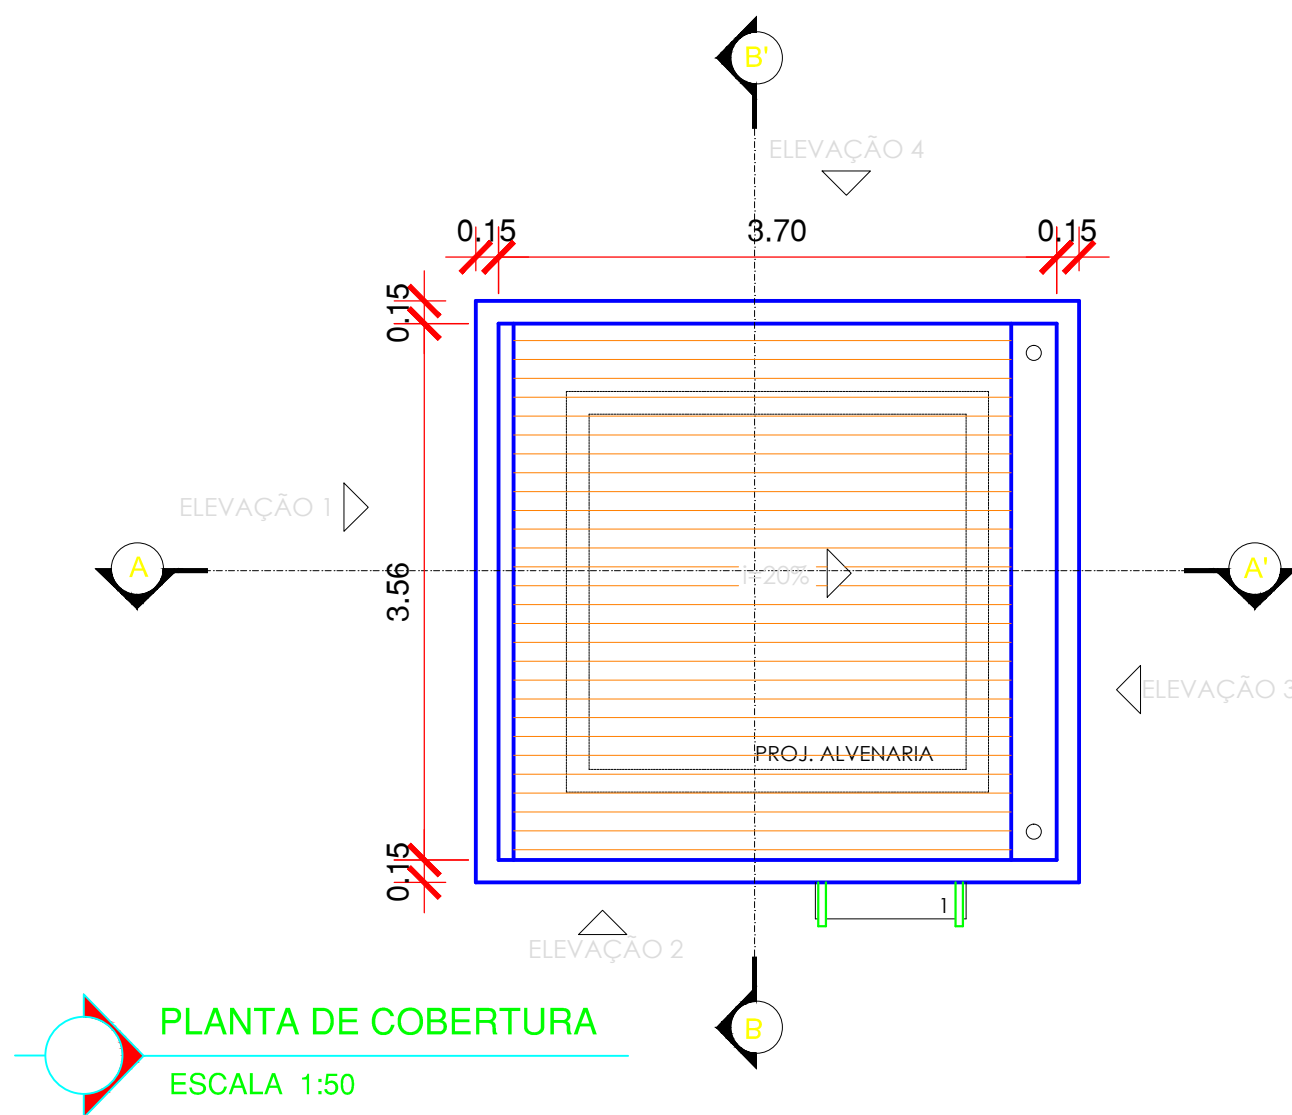 B'
ELEVAÇÃO 4
0.15
3.70
0.15
0.15
ELEVAÇÃO 1
A
A'
i=20%
3.56
ELEVAÇÃO 3
PROJ. ALVENARIA
0.15
1
ELEVAÇÃO 2
B
PLANTA DE COBERTURA
ESCALA 1:50